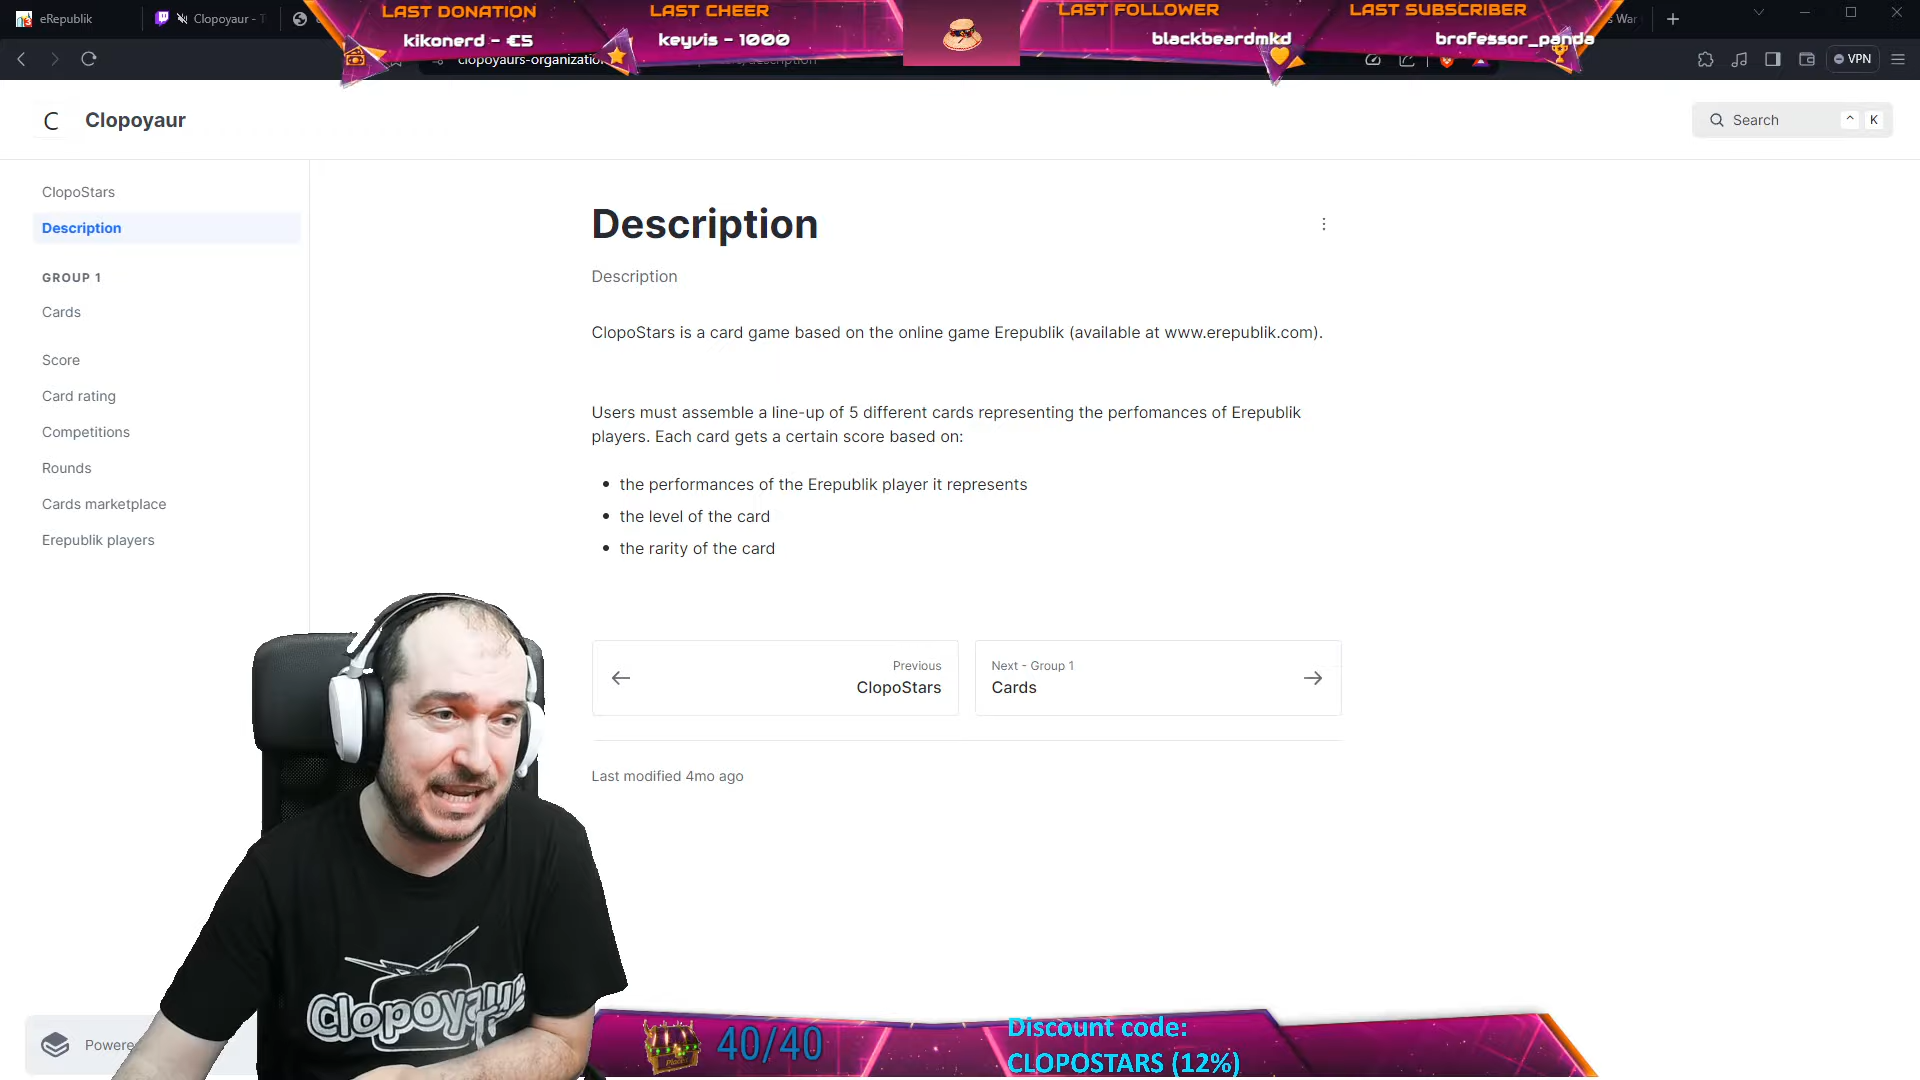 LAST DONATION
kikonerd - €5
LAST CHEER
keyvis - 1000
LAST FOLLOWER
blackbeardmkd
LAST SUBSCRIBER
brofessor_panda
eRepublik
Clopoyaur - T
s War
clopoyaurs-organization
description
VPN
C Clopoyaur
Search
^ K
ClopoStars
Description
GROUP 1
Cards
Score
Card rating
Competitions
Rounds
Cards marketplace
Erepublik players
Description
Description
ClopoStars is a card game based on the online game Erepublik (available at www.erepublik.com).
Users must assemble a line-up of 5 different cards representing the perfomances of Erepublik
players. Each card gets a certain score based on:
• the performances of the Erepublik player it represents
• the level of the card
• the rarity of the card
Previous
ClopoStars
Next - Group 1
Cards
Last modified 4mo ago
Clopoyaur
Powere
40/40
Discount code:
CLOPOSTARS (12%)